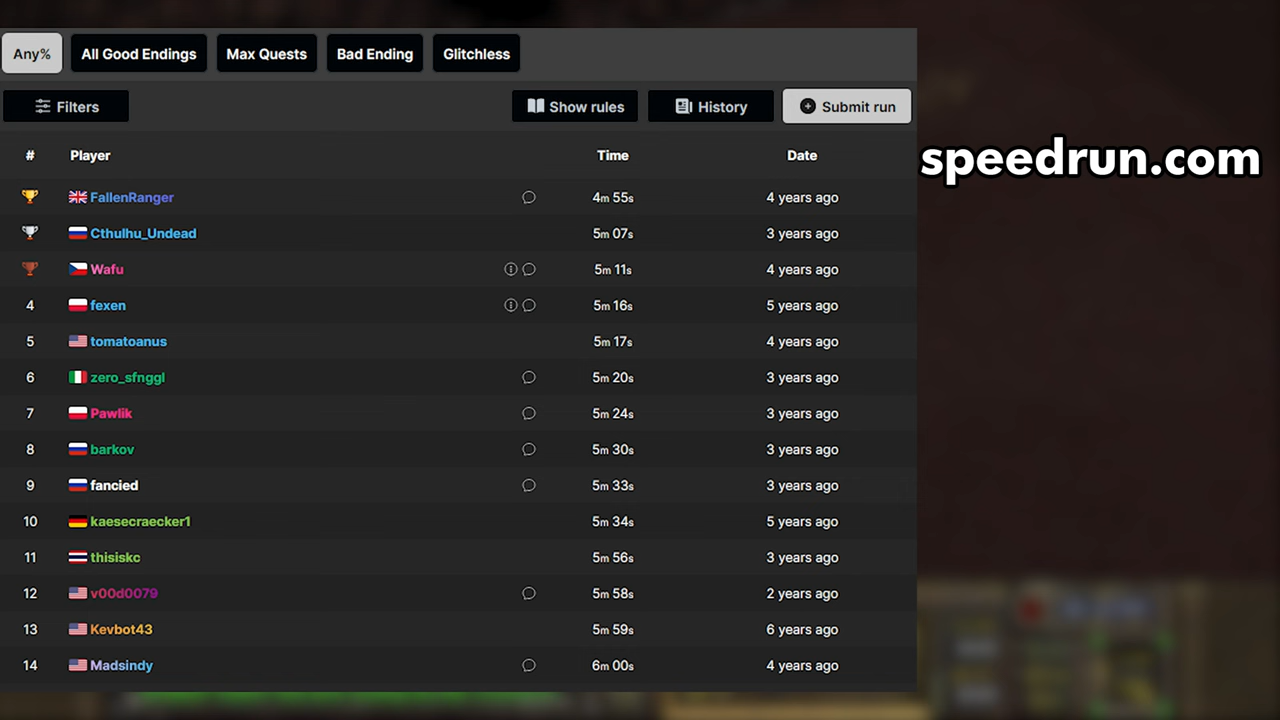 Any% All Good Endings Max Quests Bad Ending Glitchless
Filters Show rules History Submit run
# Player Time Date
speedrun.com
FallenRanger 4m 55s 4 years ago
Cthulhu_Undead 5m 07s 3 years ago
Wafu 5m 11s 4 years ago
4 fexen 5m 16s 5 years ago
5 tomatoanus 5m 17s 4 years ago
6 zero_sfnggl 5m 20s 3 years ago
7 Pawlik 5m 24s 3 years ago
8 barkov 5m 30s 3 years ago
9 fancied 5m 33s 3 years ago
10 kaesecraecker1 5m 34s 5 years ago
11 thisiskc 5m 56s 3 years ago
12 v00d0079 5m 58s 2 years ago
13 Kevbot43 5m 59s 6 years ago
14 Madsindy 6m 00s 4 years ago